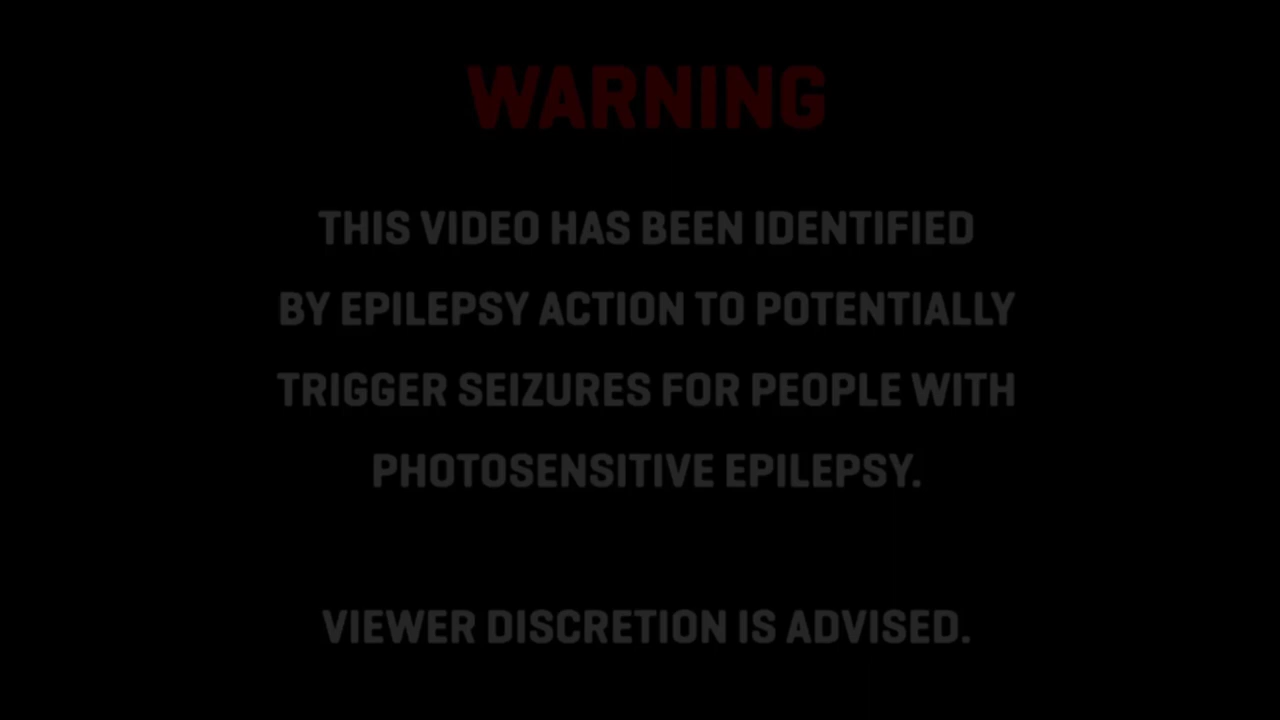 WARNING
THIS VIDEO HAS BEEN IDENTIFIED
BY EPILEPSY ACTION TO POTENTIALLY
TRIGGER SEIZURES FOR PEOPLE WITH
PHOTOSENSITIVE EPILEPSY.
VIEWER DISCRETION IS ADVISED.